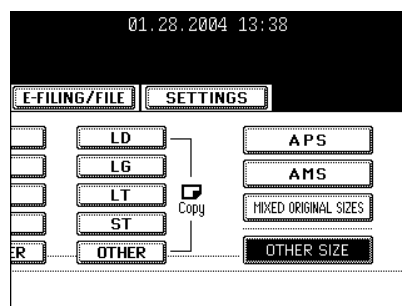 01.28.2004 13:38
E-FILING/FILE SETTINGS
LD APS
LG AMS
LT Copy MIXED ORIGINAL SIZES
ST
ER OTHER OTHER SIZE